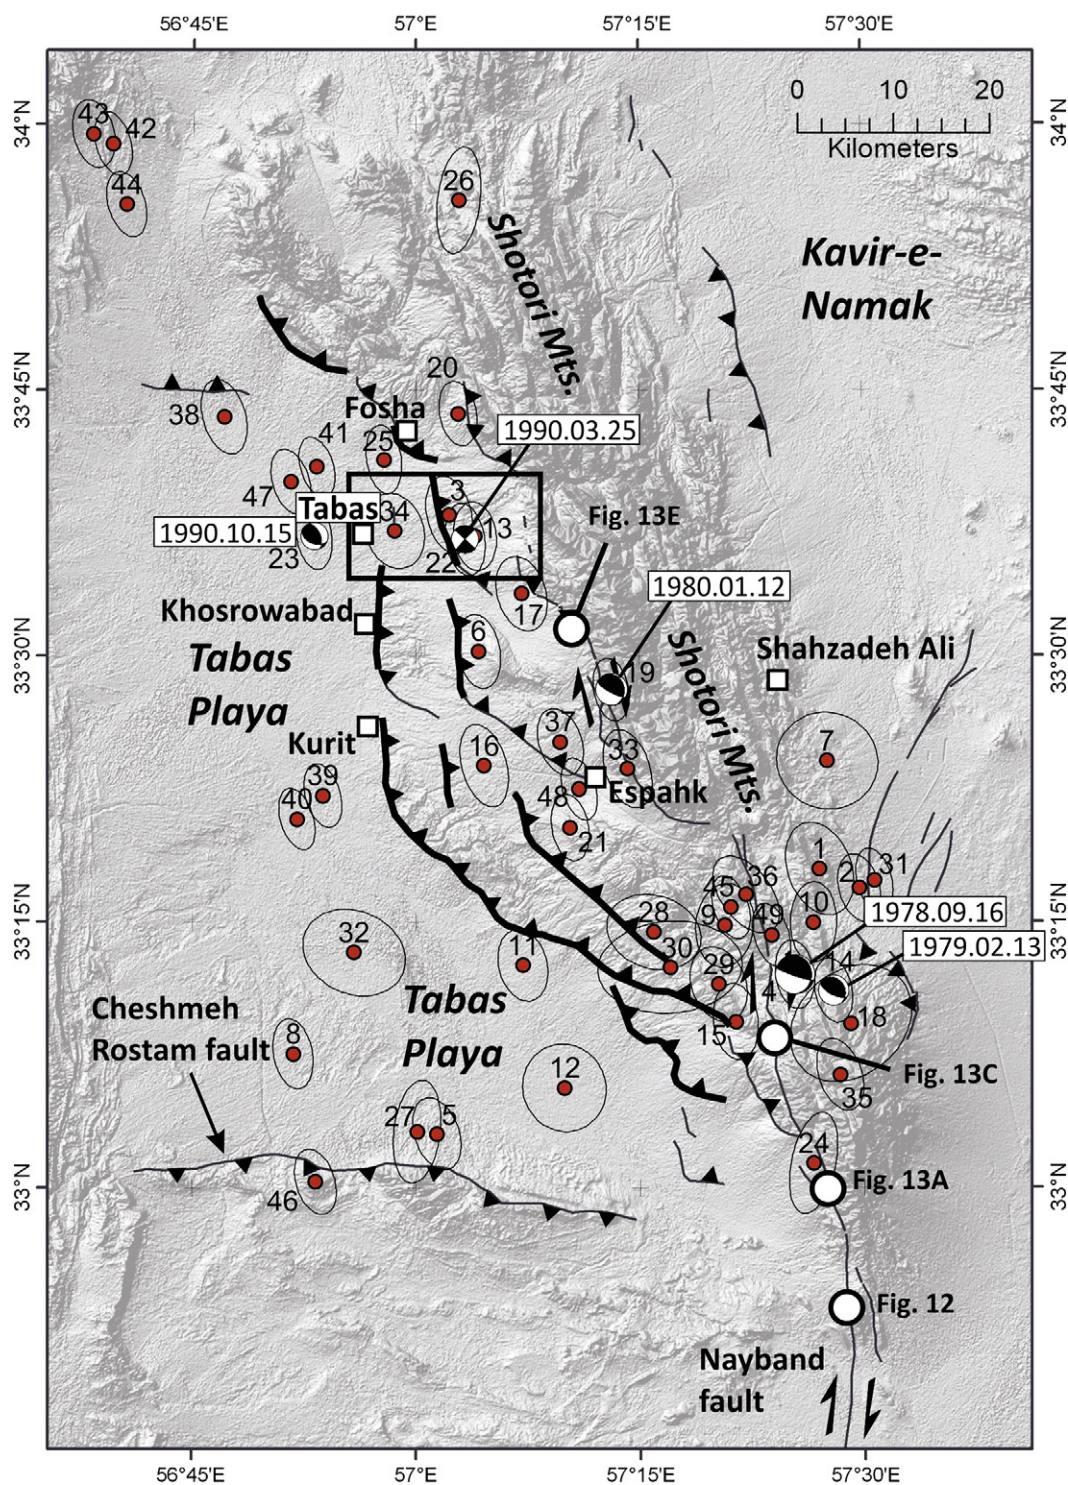 56°45'E
57°E
57°15'E
57°30'E
34°N
34°N
0
10
20
Kilometers
43
42
44
26
Shotori Mts.
Kavir-e-
Namak
33°45'N
33°45'N
20
38
Fosha
41
25
1990.03.25
47
3
Tabas
34
13
Fig. 13E
1990.10.15
23
22
1980.01.12
17
Khosrowabad
6
33°30'N
33°30'N
Tabas
Playa
19
Shotori Mts.
Shahzadeh Ali
Kurit
37
16
33
7
39
40
48
Espahk
21
1
2
31
36
45
28
9
49
10
1978.09.16
33°15'N
33°15'N
32
11
30
29
14
1979.02.13
4
Cheshmeh
Rostam fault
Tabas
Playa
15
18
8
12
Fig. 13C
35
27
5
24
33°N
33°N
46
Fig. 13A
Fig. 12
Nayband
fault
56°45'E
57°E
57°15'E
57°30'E